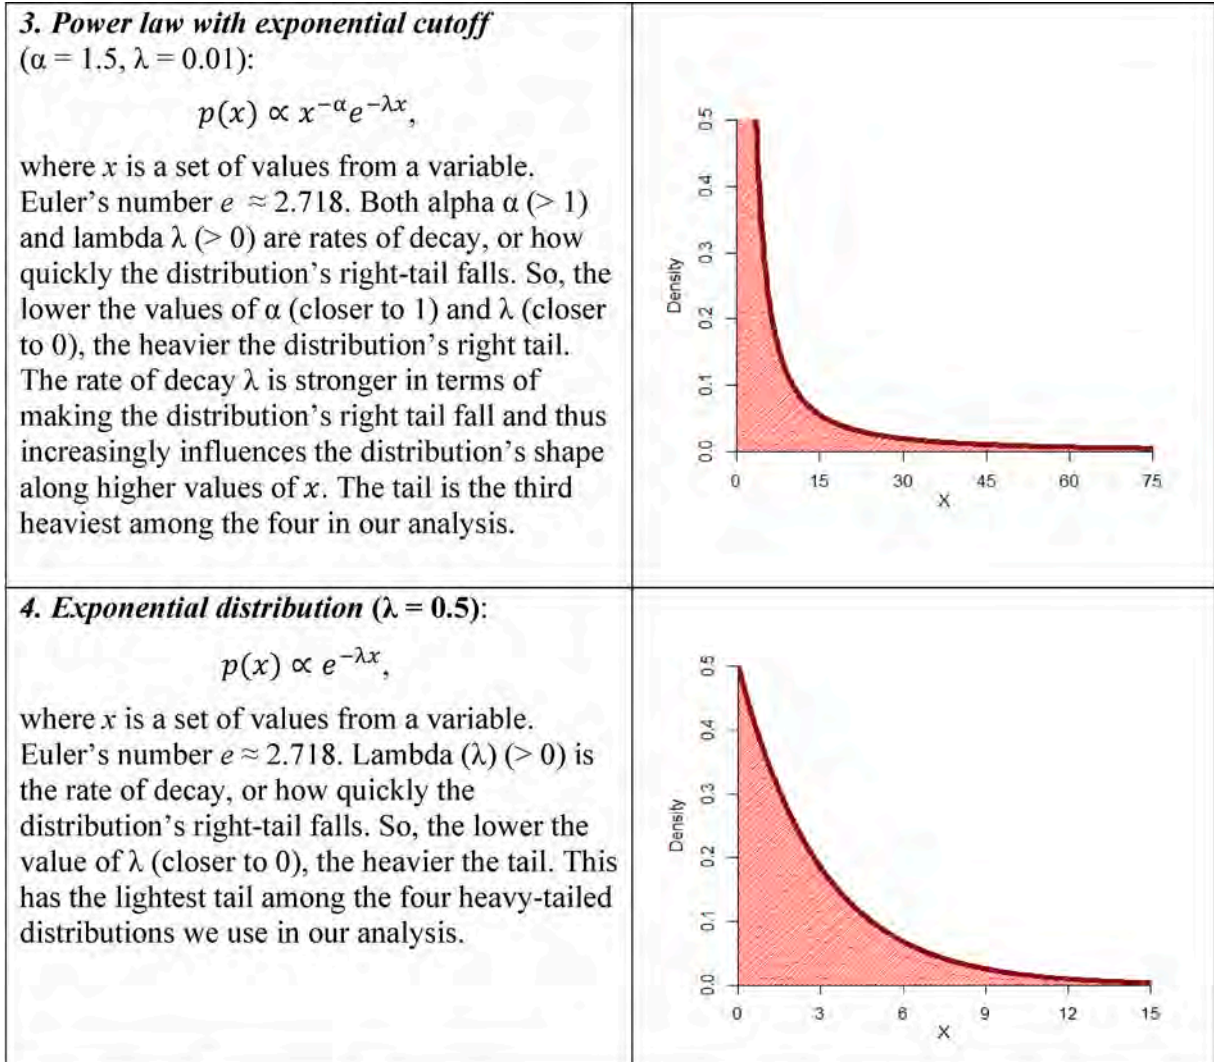 3. Power law with exponential cutoff
(α = 1.5, λ = 0.01):
p(x) ∝ x^{−α}e^{−λx},
where x is a set of values from a variable.
Euler’s number e ≈ 2.718. Both alpha α (> 1)
and lambda λ (> 0) are rates of decay, or how
quickly the distribution’s right-tail falls. So, the
lower the values of α (closer to 1) and λ (closer
to 0), the heavier the distribution’s right tail.
The rate of decay λ is stronger in terms of
making the distribution’s right tail fall and thus
increasingly influences the distribution’s shape
along higher values of x. The tail is the third
heaviest among the four in our analysis.
Density
0.5
0.4
0.3
0.2
0.1
0.0
0 15 30 45 60 75
X
4. Exponential distribution (λ = 0.5):
p(x) ∝ e^{−λx},
where x is a set of values from a variable.
Euler’s number e ≈ 2.718. Lambda (λ) (> 0) is
the rate of decay, or how quickly the
distribution’s right-tail falls. So, the lower the
value of λ (closer to 0), the heavier the tail. This
has the lightest tail among the four heavy-tailed
distributions we use in our analysis.
Density
0.5
0.4
0.3
0.2
0.1
0.0
0 3 6 9 12 15
X